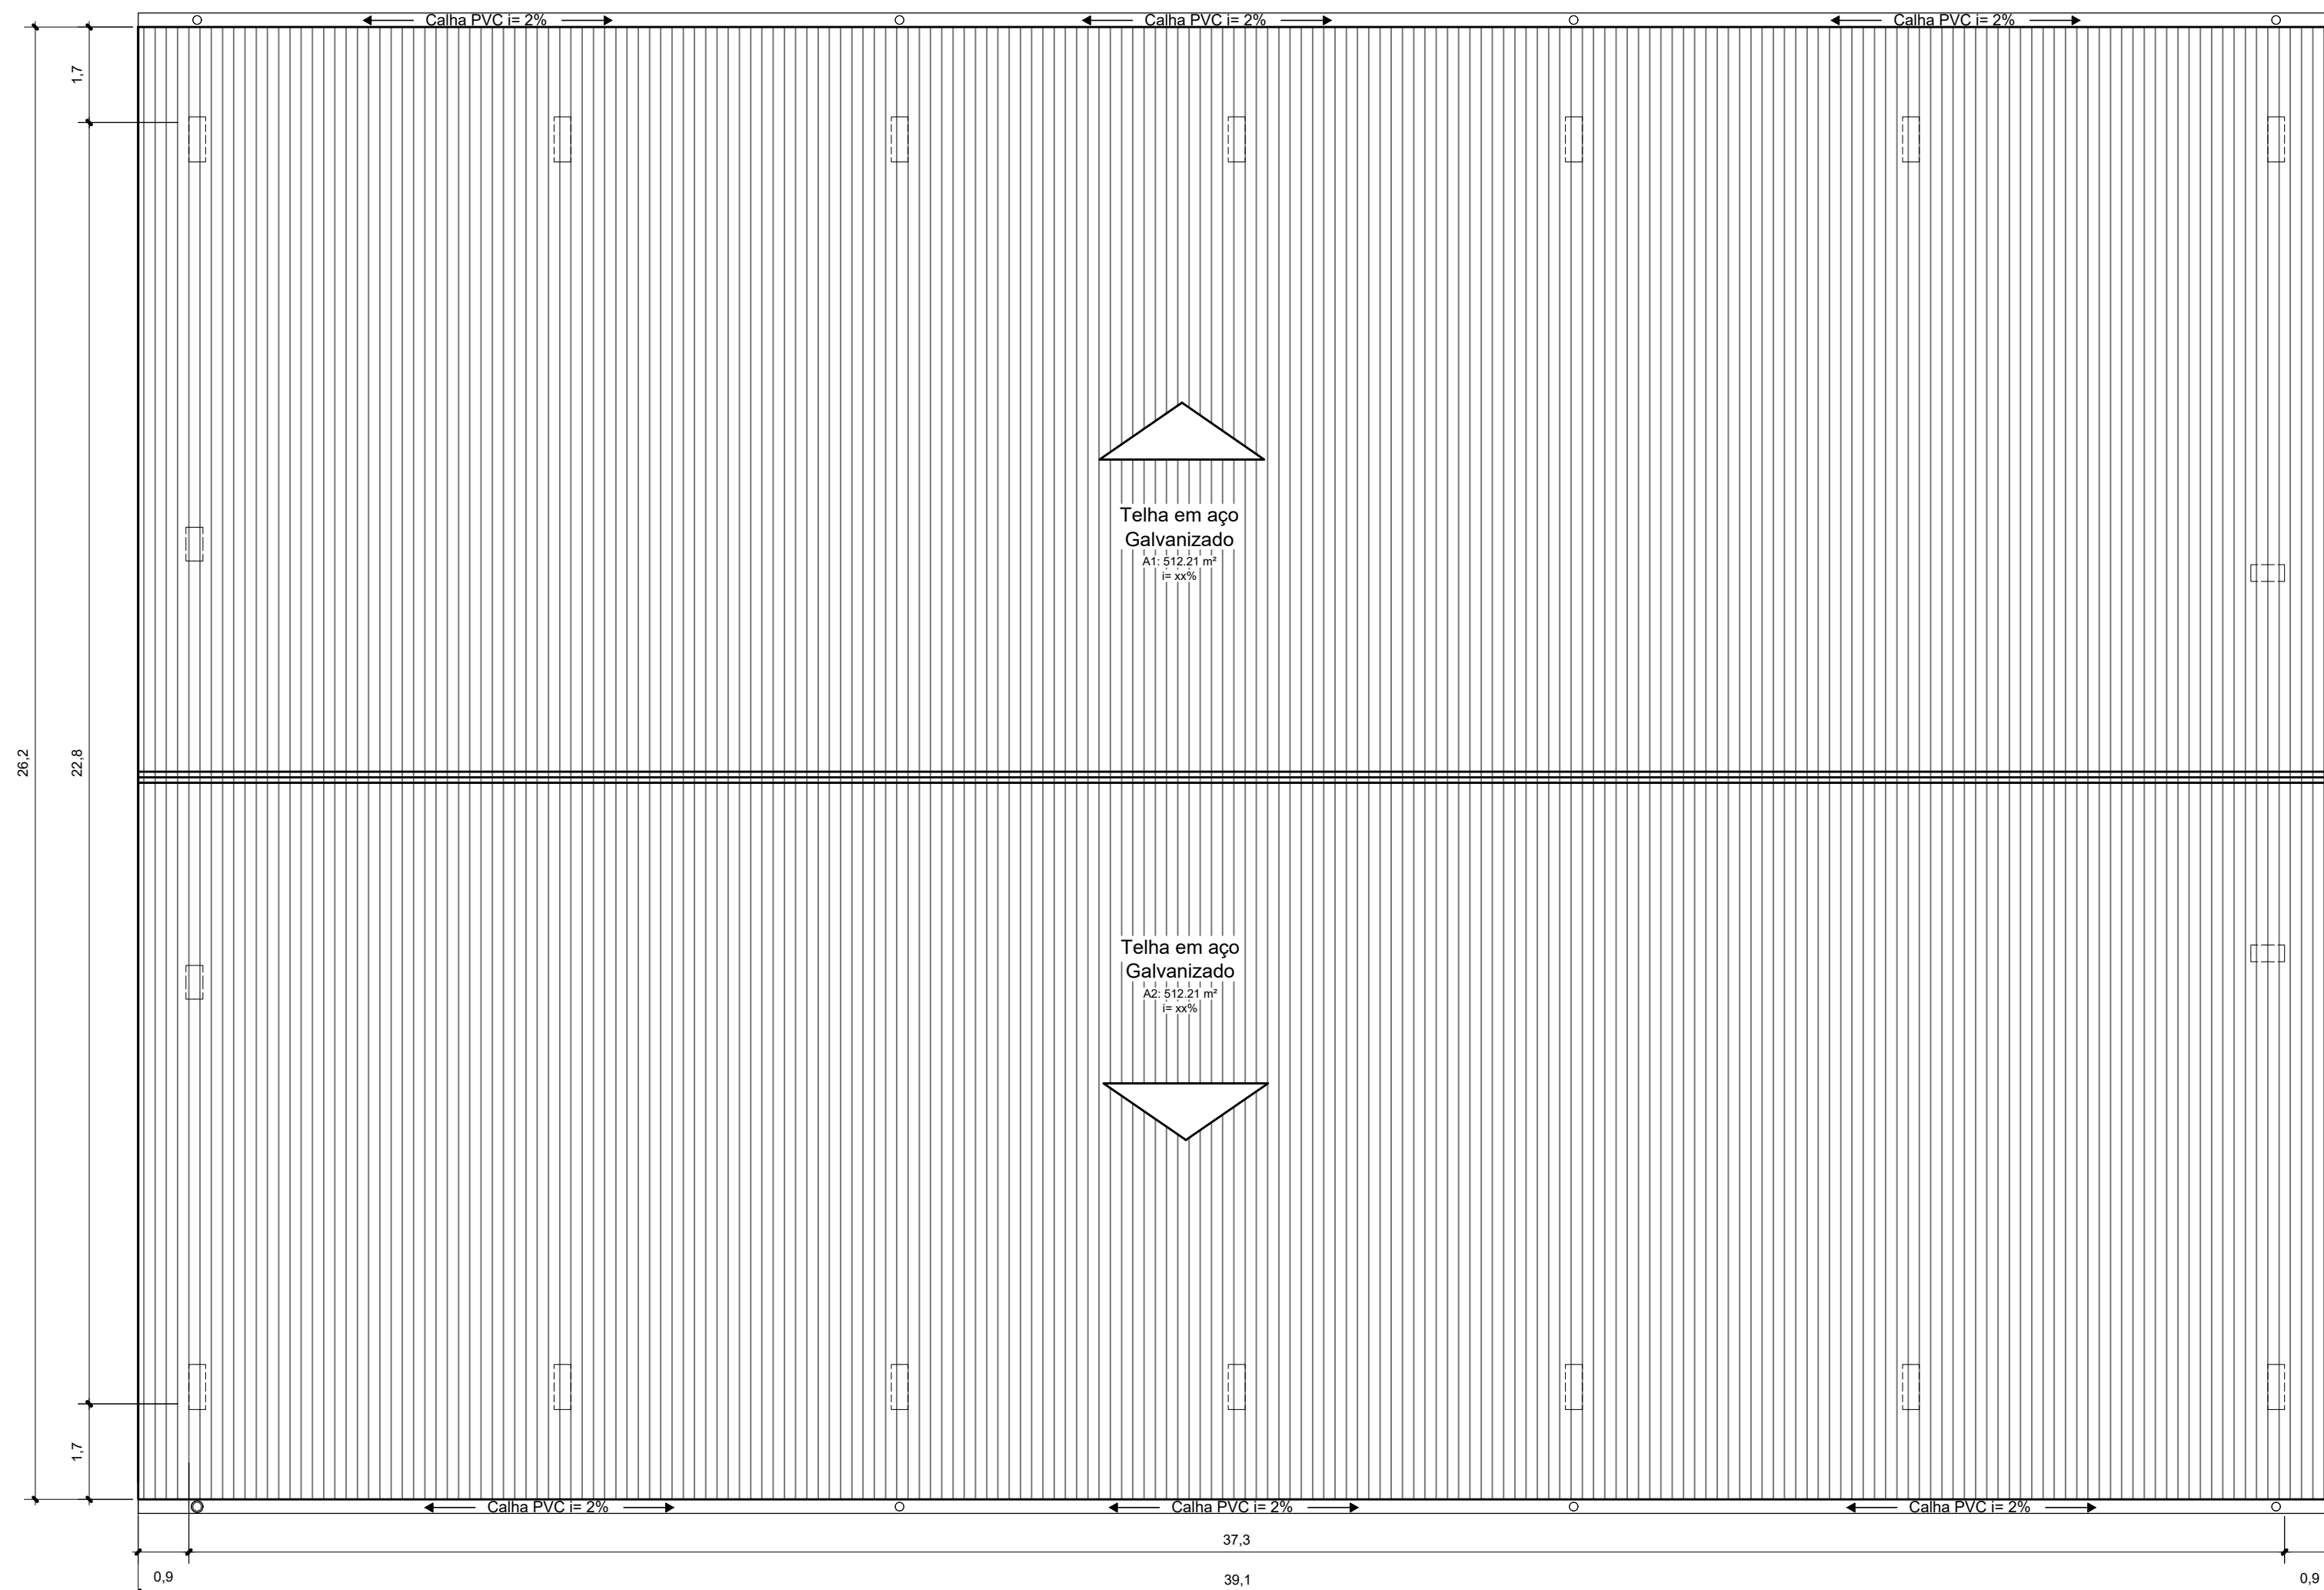 Calha PVC i= 2%
Calha PVC i= 2%
Calha PVC i= 2%
1,7
Telha em aço
Galvanizado
A1: 512.21 m²
i= xx%
26,2
22,8
Telha em aço
Galvanizado
A2: 512.21 m²
i= xx%
1,7
Calha PVC i= 2%
Calha PVC i= 2%
Calha PVC i= 2%
37,3
0,9
39,1
0,9